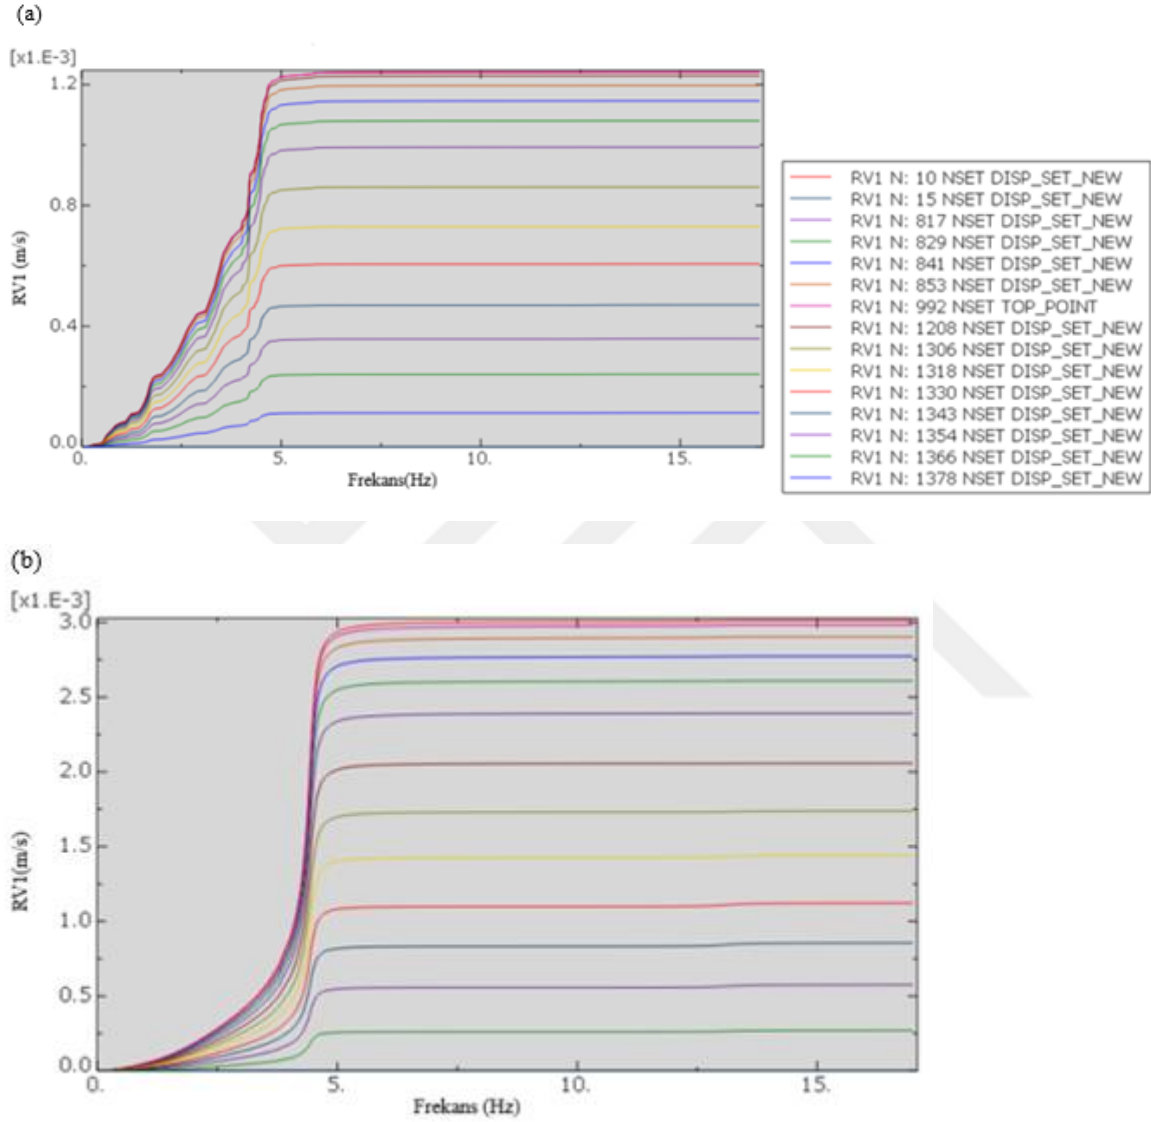 (a)
[x1.E-3]
1.2
0.8
0.4
0.0
RV1 (m/s)
0. 5. 10. 15.
Frekans(Hz)
RV1 N: 10 NSET DISP_SET_NEW
RV1 N: 15 NSET DISP_SET_NEW
RV1 N: 817 NSET DISP_SET_NEW
RV1 N: 829 NSET DISP_SET_NEW
RV1 N: 841 NSET DISP_SET_NEW
RV1 N: 853 NSET DISP_SET_NEW
RV1 N: 992 NSET TOP_POINT
RV1 N: 1208 NSET DISP_SET_NEW
RV1 N: 1306 NSET DISP_SET_NEW
RV1 N: 1318 NSET DISP_SET_NEW
RV1 N: 1330 NSET DISP_SET_NEW
RV1 N: 1343 NSET DISP_SET_NEW
RV1 N: 1354 NSET DISP_SET_NEW
RV1 N: 1366 NSET DISP_SET_NEW
RV1 N: 1378 NSET DISP_SET_NEW
(b)
[x1.E-3]
3.0
2.5
2.0
1.5
1.0
0.5
0.0
RV1(m/s)
0. 5. 10. 15.
Frekans (Hz)